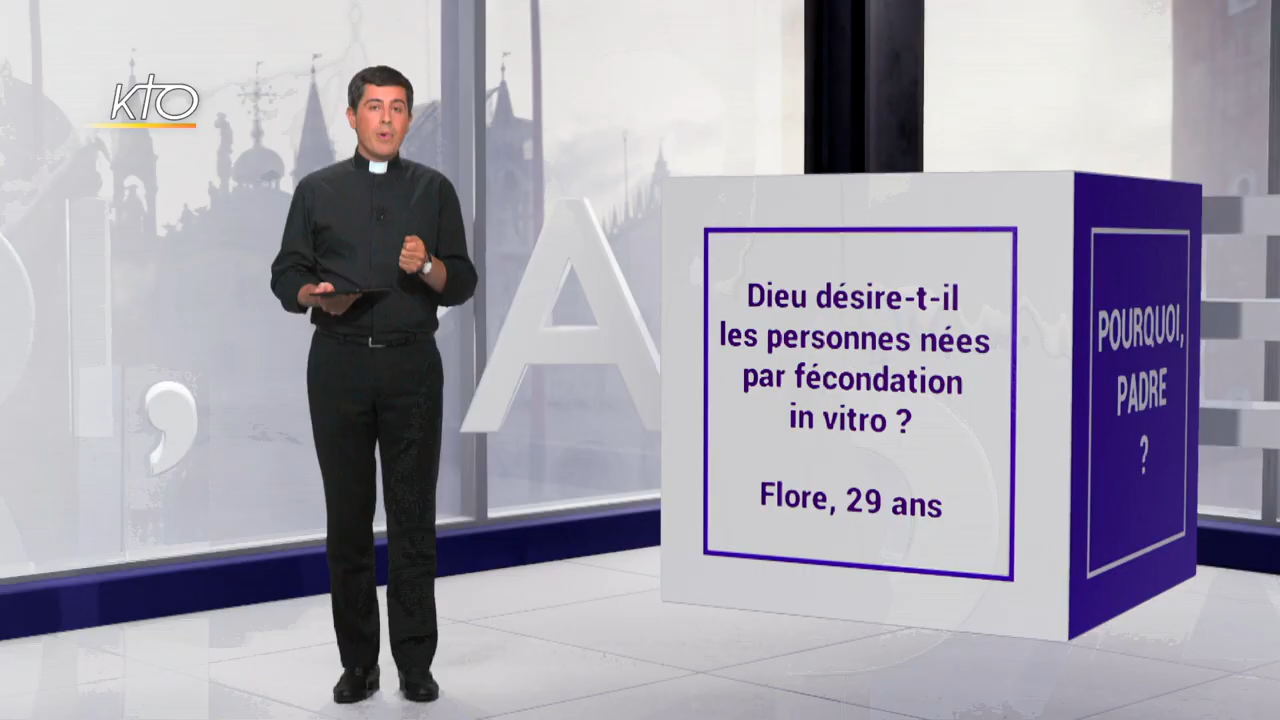 KTO
Dieu désire-t-il
les personnes nées
par fécondation
in vitro ?
Flore, 29 ans
POURQUOI,
PADRE
?